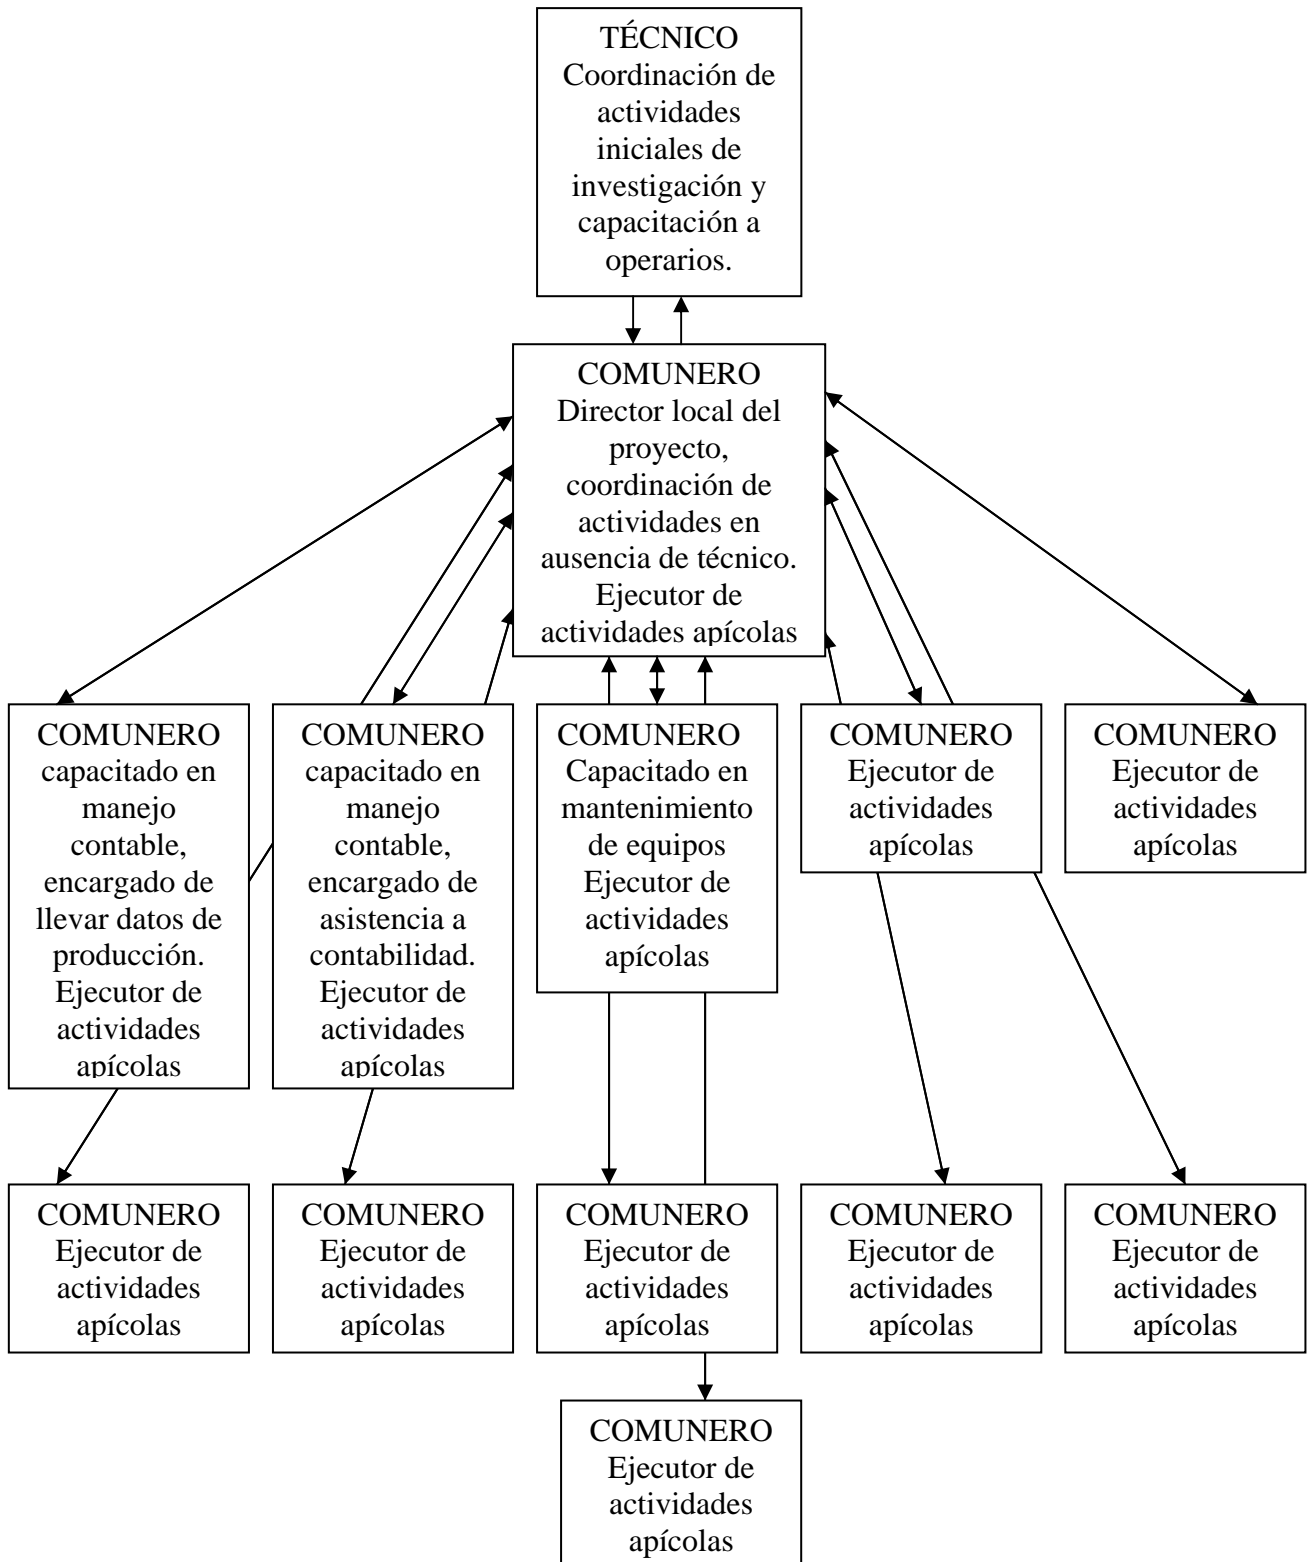 TÉCNICO
Coordinación de
actividades
iniciales de
investigación y
capacitación a
operarios.
COMUNERO
Director local del
proyecto,
coordinación de
actividades en
ausencia de técnico.
Ejecutor de
actividades apícolas
COMUNERO
capacitado en
manejo
contable,
encargado de
llevar datos de
producción.
Ejecutor de
actividades
apícolas
COMUNERO
capacitado en
manejo
contable,
encargado de
asistencia a
contabilidad.
Ejecutor de
actividades
apícolas
COMUNERO
Capacitado en
mantenimiento
de equipos
Ejecutor de
actividades
apícolas
COMUNERO
Ejecutor de
actividades
apícolas
COMUNERO
Ejecutor de
actividades
apícolas
COMUNERO
Ejecutor de
actividades
apícolas
COMUNERO
Ejecutor de
actividades
apícolas
COMUNERO
Ejecutor de
actividades
apícolas
COMUNERO
Ejecutor de
actividades
apícolas
COMUNERO
Ejecutor de
actividades
apícolas
COMUNERO
Ejecutor de
actividades
apícolas